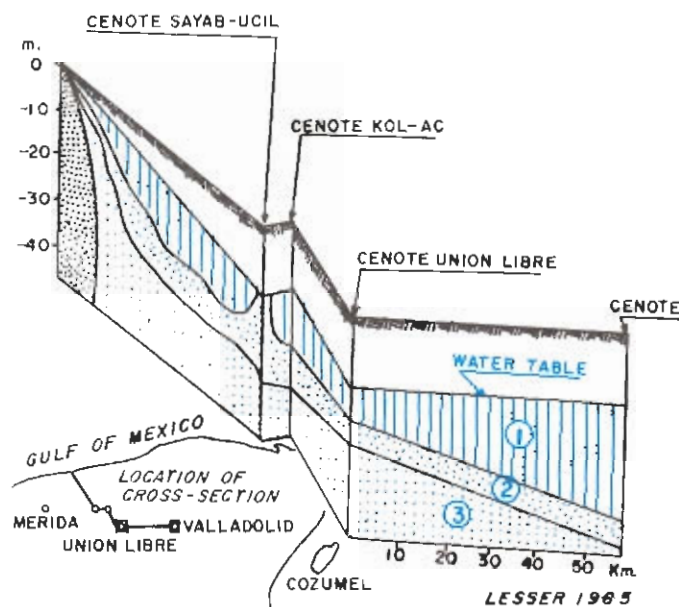 CENOTE SAYAB-UCIL
m.
0
-10
-20
-30
-40
CENOTE KOL-AC
CENOTE UNION LIBRE
CENOTE
WATER TABLE
1
2
3
GULF OF MEXICO
LOCATION OF
CROSS-SECTION
MERIDA
VALLADOLID
UNION LIBRE
COZUMEL
10 20 30 40 50 Km.
LESSER 1965